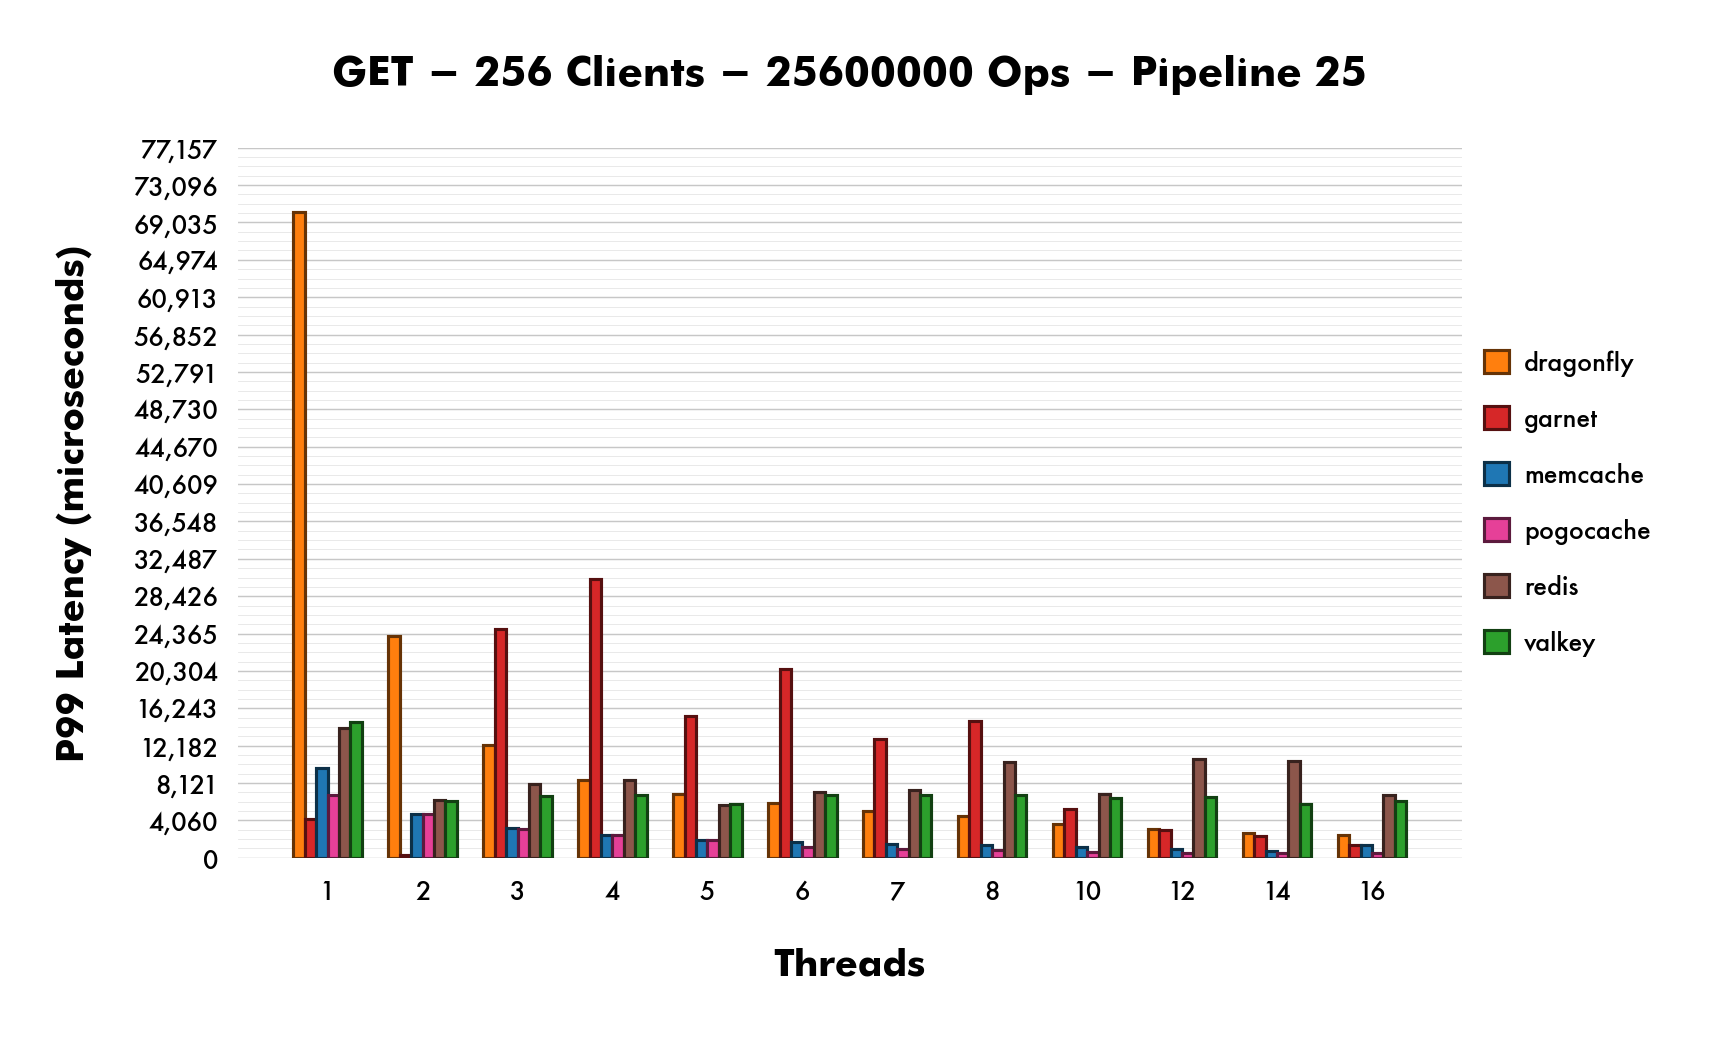 GET – 256 Clients – 25600000 Ops – Pipeline 25
P99 Latency (microseconds)
77,157
73,096
69,035
64,974
60,913
56,852
52,791
48,730
44,670
40,609
36,548
32,487
28,426
24,365
20,304
16,243
12,182
8,121
4,060
0
1 2 3 4 5 6 7 8 10 12 14 16
Threads
dragonfly
garnet
memcache
pogocache
redis
valkey